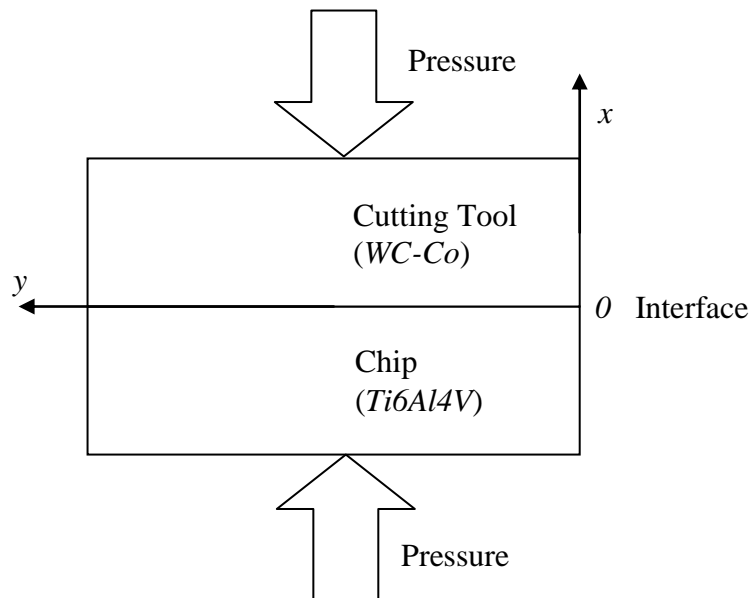 Pressure
x
Cutting Tool
(WC-Co)
y
0 Interface
Chip
(Ti6Al4V)
Pressure